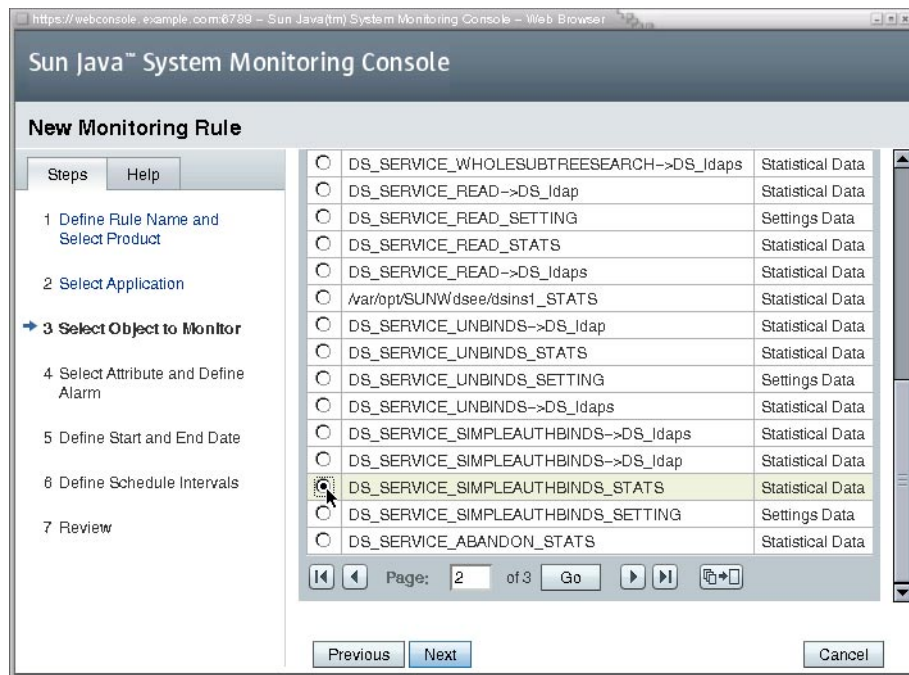 https://webconsole.example.com:6789 – Sun Java(tm) System Monitoring Console – Web Browser
Sun Java™ System Monitoring Console
New Monitoring Rule
Steps
Help
1 Define Rule Name and
Select Product
2 Select Application
3 Select Object to Monitor
4 Select Attribute and Define
Alarm
5 Define Start and End Date
6 Define Schedule Intervals
7 Review
DS_SERVICE_WHOLESUBTREESEARCH->DS_ldaps Statistical Data
DS_SERVICE_READ->DS_ldap Statistical Data
DS_SERVICE_READ_SETTING Settings Data
DS_SERVICE_READ_STATS Statistical Data
DS_SERVICE_READ->DS_ldaps Statistical Data
/var/opt/SUNWdsee/dsins1_STATS Statistical Data
DS_SERVICE_UNBINDS->DS_ldap Statistical Data
DS_SERVICE_UNBINDS_STATS Statistical Data
DS_SERVICE_UNBINDS_SETTING Settings Data
DS_SERVICE_UNBINDS->DS_ldaps Statistical Data
DS_SERVICE_SIMPLEAUTHBINDS->DS_ldaps Statistical Data
DS_SERVICE_SIMPLEAUTHBINDS->DS_ldap Statistical Data
DS_SERVICE_SIMPLEAUTHBINDS_STATS Statistical Data
DS_SERVICE_SIMPLEAUTHBINDS_SETTING Settings Data
DS_SERVICE_ABANDON_STATS Statistical Data
Page: 2 of 3 Go
Previous Next Cancel